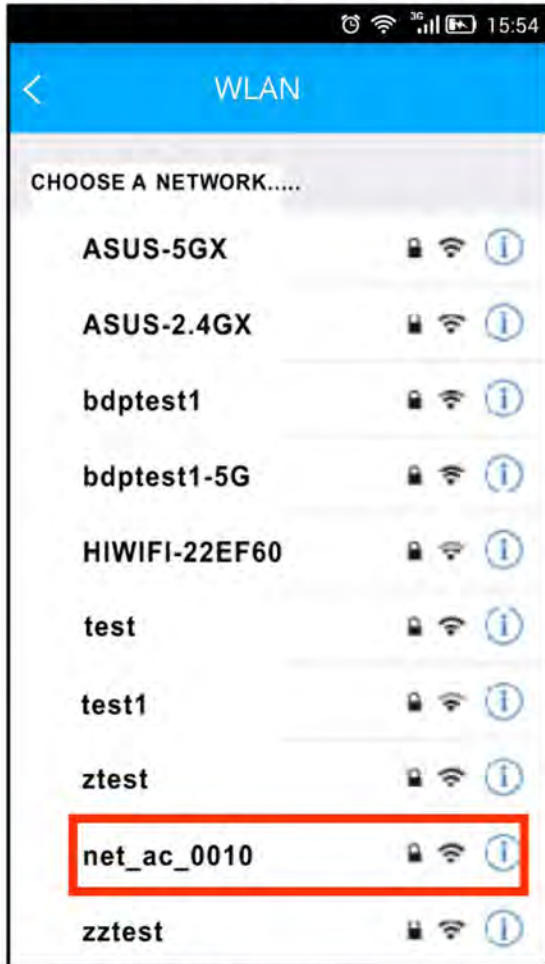 3G 15:54
WLAN
CHOOSE A NETWORK.....
ASUS-5GX
ASUS-2.4GX
bdptest1
bdptest1-5G
HIWIFI-22EF60
test
test1
ztest
net_ac_0010
zztest